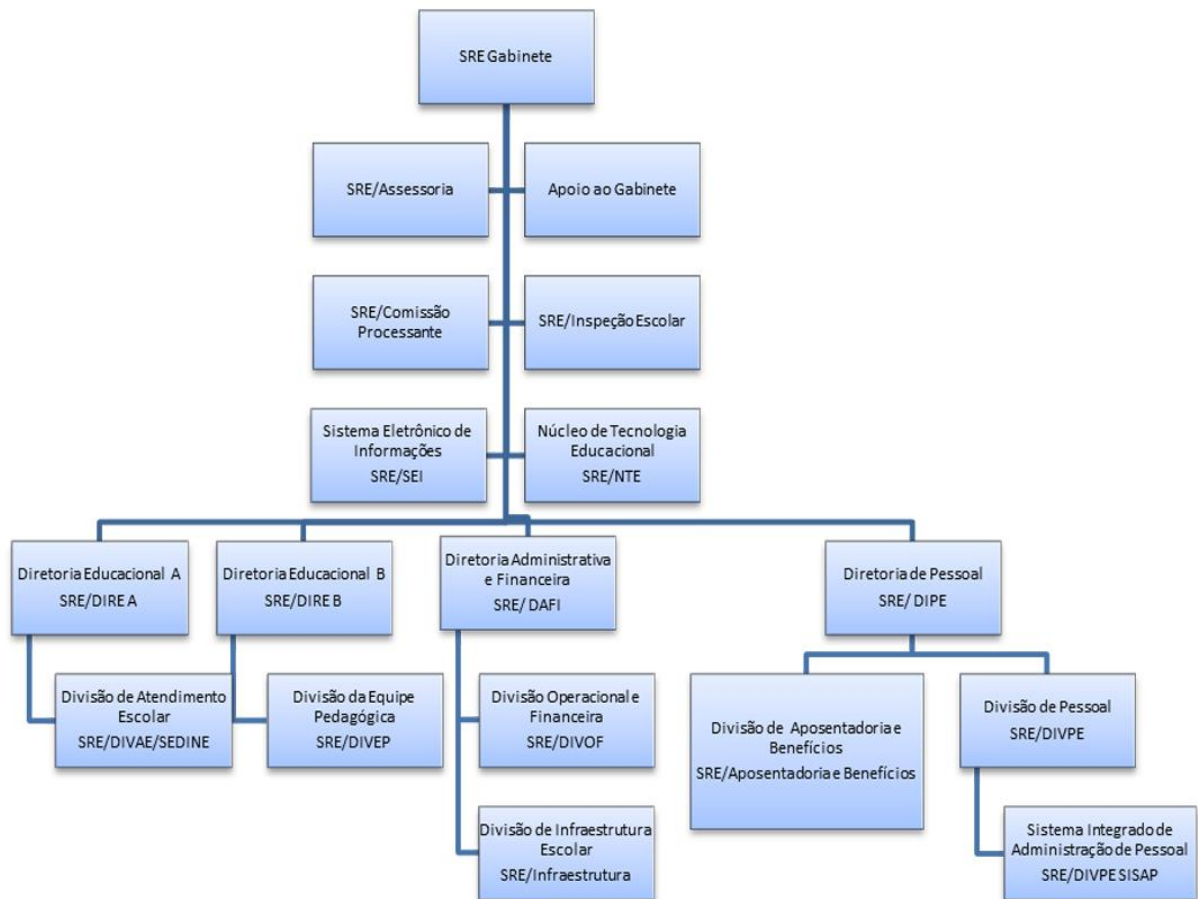 SRE Gabinete
SRE/Assessoria
Apoio ao Gabinete
SRE/Comissão
Processante
SRE/Inspeção Escolar
Sistema Eletrônico de
Informações
SRE/SEI
Núcleo de Tecnologia
Educacional
SRE/NTE
Diretoria Educacional A
SRE/DIRE A
Diretoria Educacional B
SRE/DIRE B
Diretoria Administrativa
e Financeira
SRE/ DAFI
Diretoria de Pessoal
SRE/ DIPE
Divisão de Atendimento
Escolar
SRE/DIVAE/SEDINE
Divisão da Equipe
Pedagógica
SRE/DIVEP
Divisão Operacional e
Financeira
SRE/DIVOF
Divisão de Aposentadoria e
Benefícios
SRE/Aposentadoria e Benefícios
Divisão de Pessoal
SRE/DIVPE
Divisão de Infraestrutura
Escolar
SRE/Infraestrutura
Sistema Integrado de
Administração de Pessoal
SRE/DIVPE SISAP